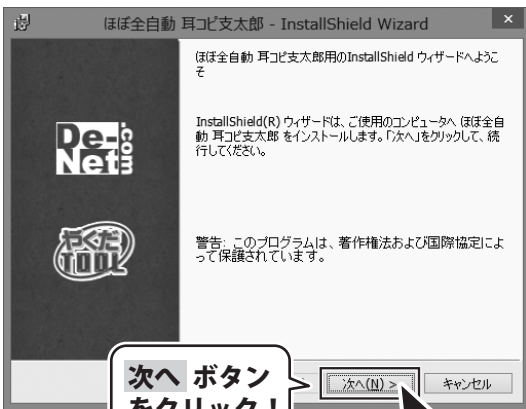 ほぼ全自動 耳コピ支太郎 - InstallShield Wizard
ほぼ全自動 耳コピ支太郎用のInstallShield ウィザードへようこ
そ
InstallShield(R) ウィザードは、ご使用のコンピュータへ ほぼ全自
動 耳コピ支太郎 をインストールします。「次へ」をクリックして、続
行してください。
De-
Net.com
やくだつ
TOOL
警告: このプログラムは、著作権法および国際協定によ
って保護されています。
次へ(N) >
キャンセル
次へ ボタン
をクリック!